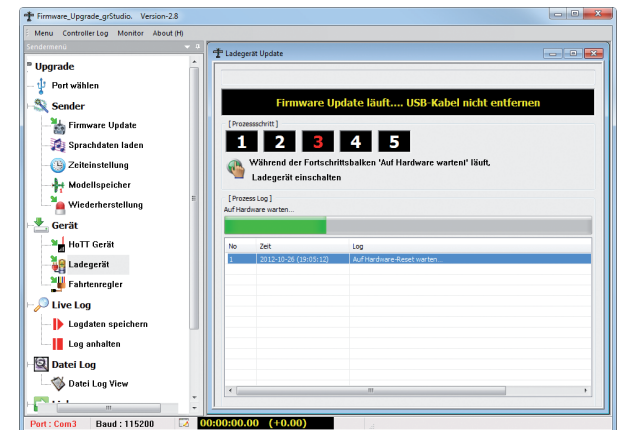 Firmware_Upgrade_grStudio. Version-2.8
Menu Controller Log Monitor About (H)
Sendermenü
Upgrade
Port wählen
Sender
Firmware Update
Sprachdaten laden
Zeiteinstellung
Modellspeicher
Wiederherstellung
Gerät
HoTT Gerät
Ladegerät
Fahrtenregler
Live Log
Logdaten speichern
Log anhalten
Datei Log
Datei Log View
Ladegerät Update
Firmware Update läuft.... USB-Kabel nicht entfernen
[ Prozessschritt ]
1 2 3 4 5
Während der Fortschrittsbalken 'Auf Hardware warten!' läuft,
Ladegerät einschalten
[ Prozess Log ]
Auf Hardware warten...
No Zeit Log
1 2012-10-26 (19:05:12) Auf Hardware-Reset warten...
Port : Com3 Baud : 115200 00:00:00.00 (+0.00)